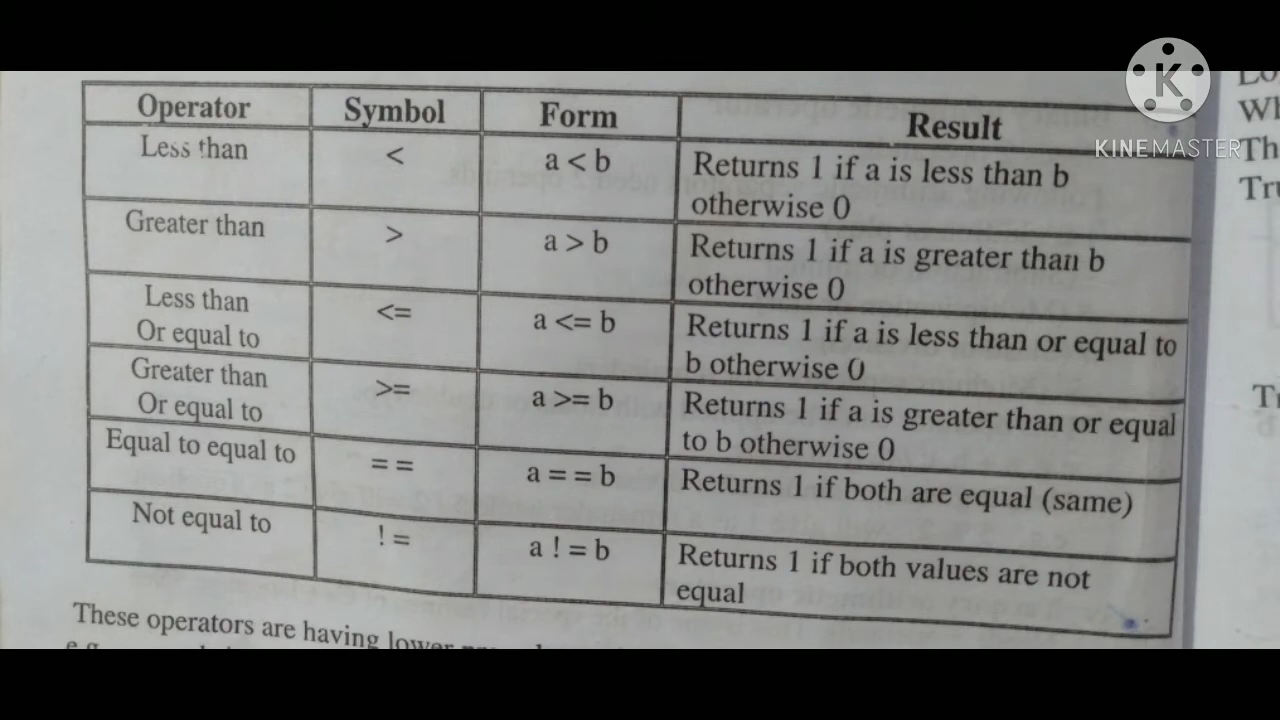 Operator Symbol Form Result
Less than < a < b Returns 1 if a is less than b
otherwise 0
Greater than > a > b Returns 1 if a is greater than b
otherwise 0
Less than <= a <= b Returns 1 if a is less than or equal to
Or equal to b otherwise 0
Greater than >= a >= b Returns 1 if a is greater than or equal
Or equal to to b otherwise 0
Equal to equal to = = a = = b Returns 1 if both are equal (same)
Not equal to ! = a ! = b Returns 1 if both values are not
equal
These operators are having lower
K
KINEMASTER